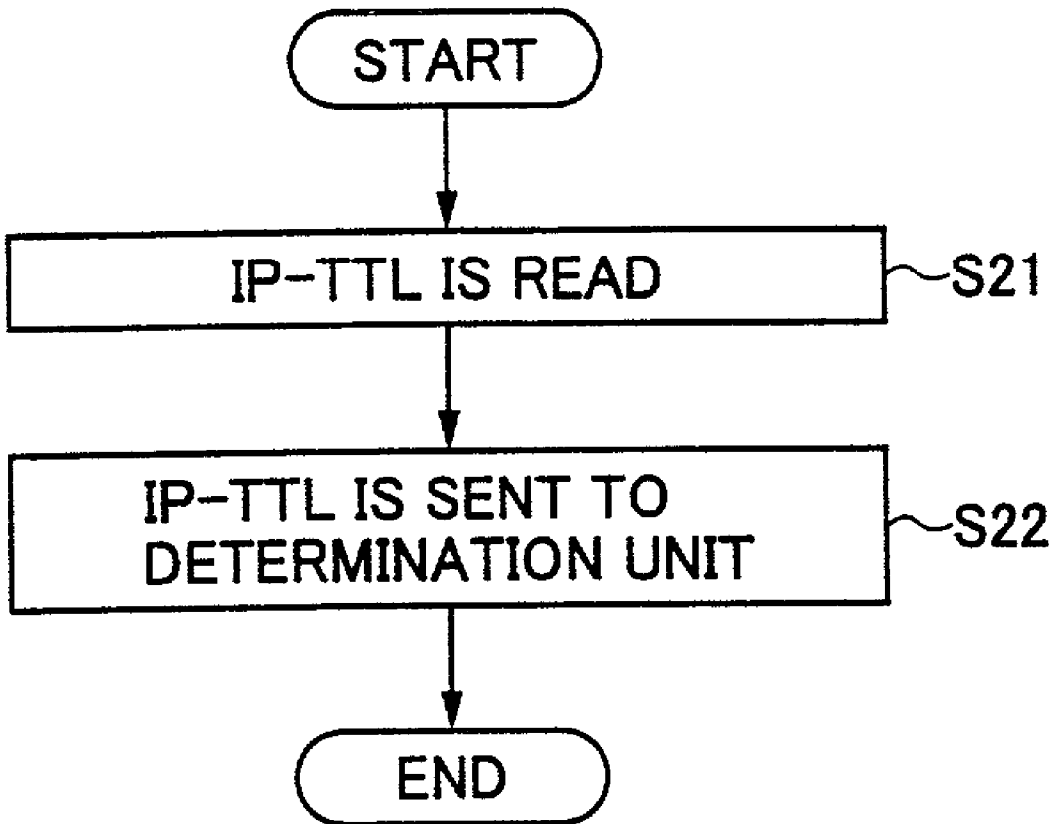 START
IP-TTL IS READ
S21
IP-TTL IS SENT TO
DETERMINATION UNIT
S22
END